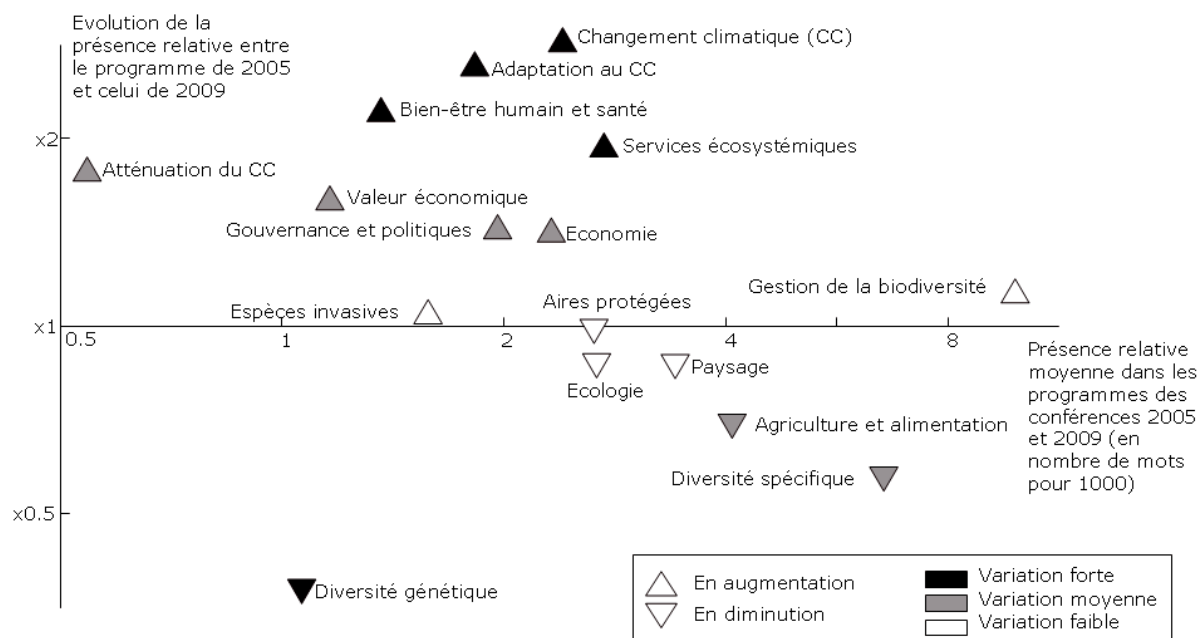 Evolution de la
présence relative entre
le programme de 2005
et celui de 2009
Changement climatique (CC)
Adaptation au CC
Bien-être humain et santé
x2
Services écosystémiques
Atténuation du CC
Valeur économique
Gouvernance et politiques
Economie
Gestion de la biodiversité
Espèces invasives
Aires protégées
x1
0.5
1
2
4
8
Présence relative
moyenne dans les
programmes des
conférences 2005
et 2009 (en
nombre de mots
pour 1000)
Ecologie
Paysage
Agriculture et alimentation
Diversité spécifique
x0.5
Diversité génétique
En augmentation
En diminution
Variation forte
Variation moyenne
Variation faible